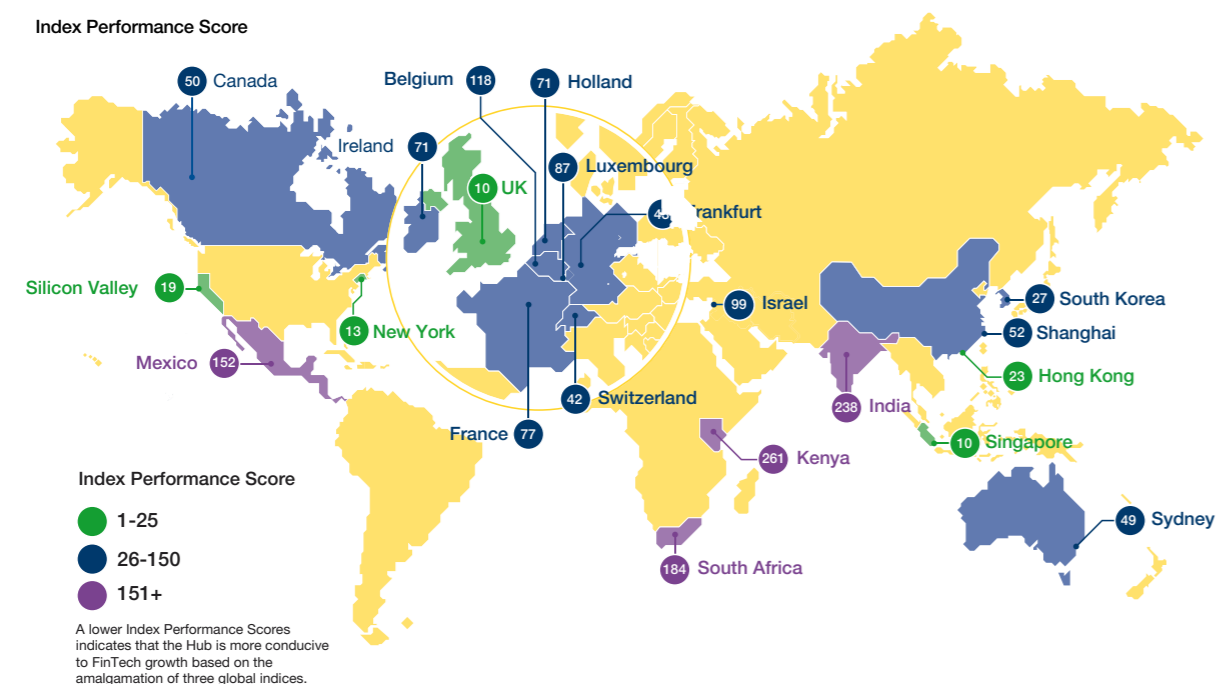 Index Performance Score
50 Canada
Belgium 118
71 Holland
Ireland 71
87 Luxembourg
10 UK
Silicon Valley 19
13 New York
Mexico 152
99 Israel
27 South Korea
52 Shanghai
23 Hong Kong
42 Switzerland
238 India
France 77
10 Singapore
261 Kenya
49 Sydney
184 South Africa
Index Performance Score
1-25
26-150
151+
A lower Index Performance Scores
indicates that the Hub is more conducive
to FinTech growth based on the
amalgamation of three global indices.